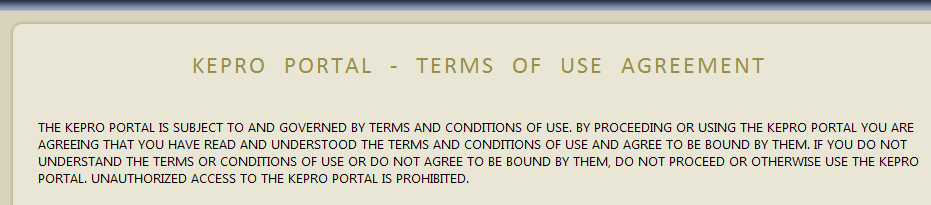 KEPRO PORTAL - TERMS OF USE AGREEMENT
THE KEPRO PORTAL IS SUBJECT TO AND GOVERNED BY TERMS AND CONDITIONS OF USE. BY PROCEEDING OR USING THE KEPRO PORTAL YOU ARE
AGREEING THAT YOU HAVE READ AND UNDERSTOOD THE TERMS AND CONDITIONS OF USE AND AGREE TO BE BOUND BY THEM. IF YOU DO NOT
UNDERSTAND THE TERMS OR CONDITIONS OF USE OR DO NOT AGREE TO BE BOUND BY THEM, DO NOT PROCEED OR OTHERWISE USE THE KEPRO
PORTAL. UNAUTHORIZED ACCESS TO THE KEPRO PORTAL IS PROHIBITED.